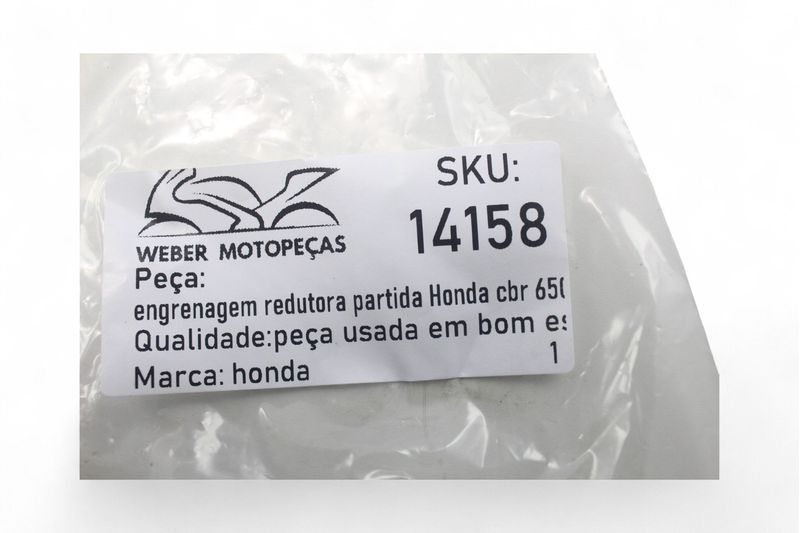 SKU:
14158
WEBER MOTOPEÇAS
Peça:
engrenagem redutora partida Honda cbr 650
Qualidade:peça usada em bom es
Marca: honda
1